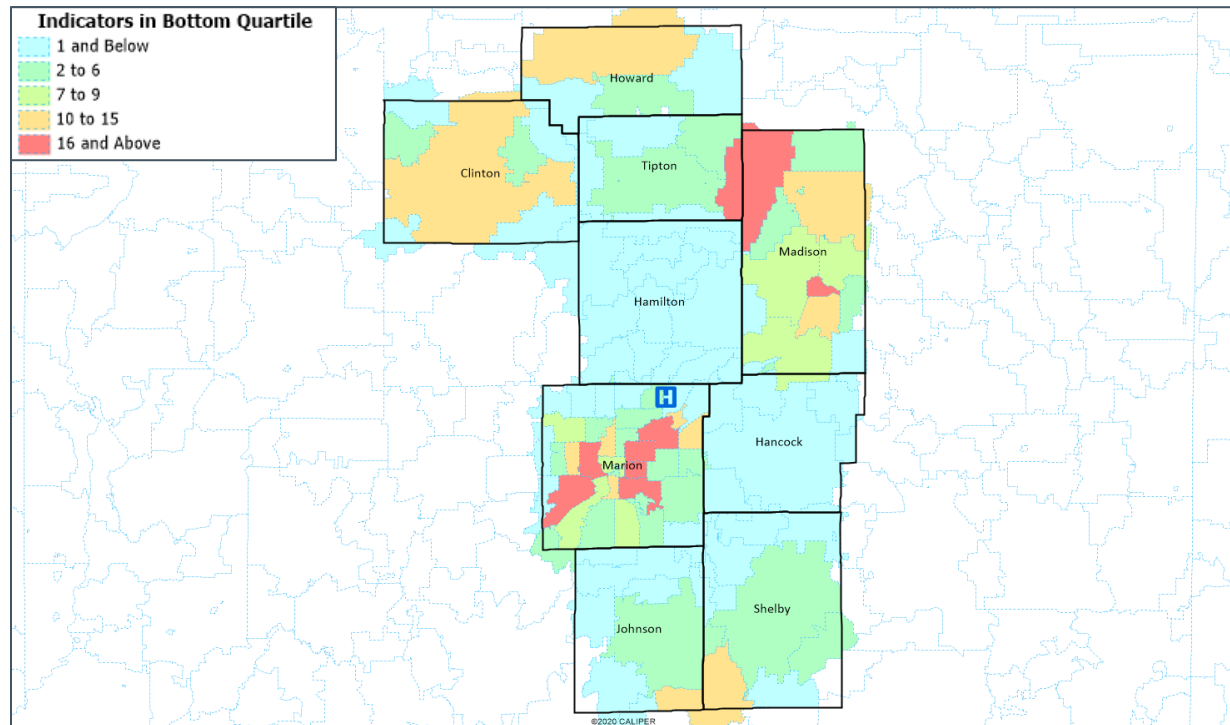 Indicators in Bottom Quartile
1 and Below
2 to 6
7 to 9
10 to 15
16 and Above
Howard
Clinton
Tipton
Madison
Hamilton
H
Hancock
Marion
Shelby
Johnson
©2020 CALIPER